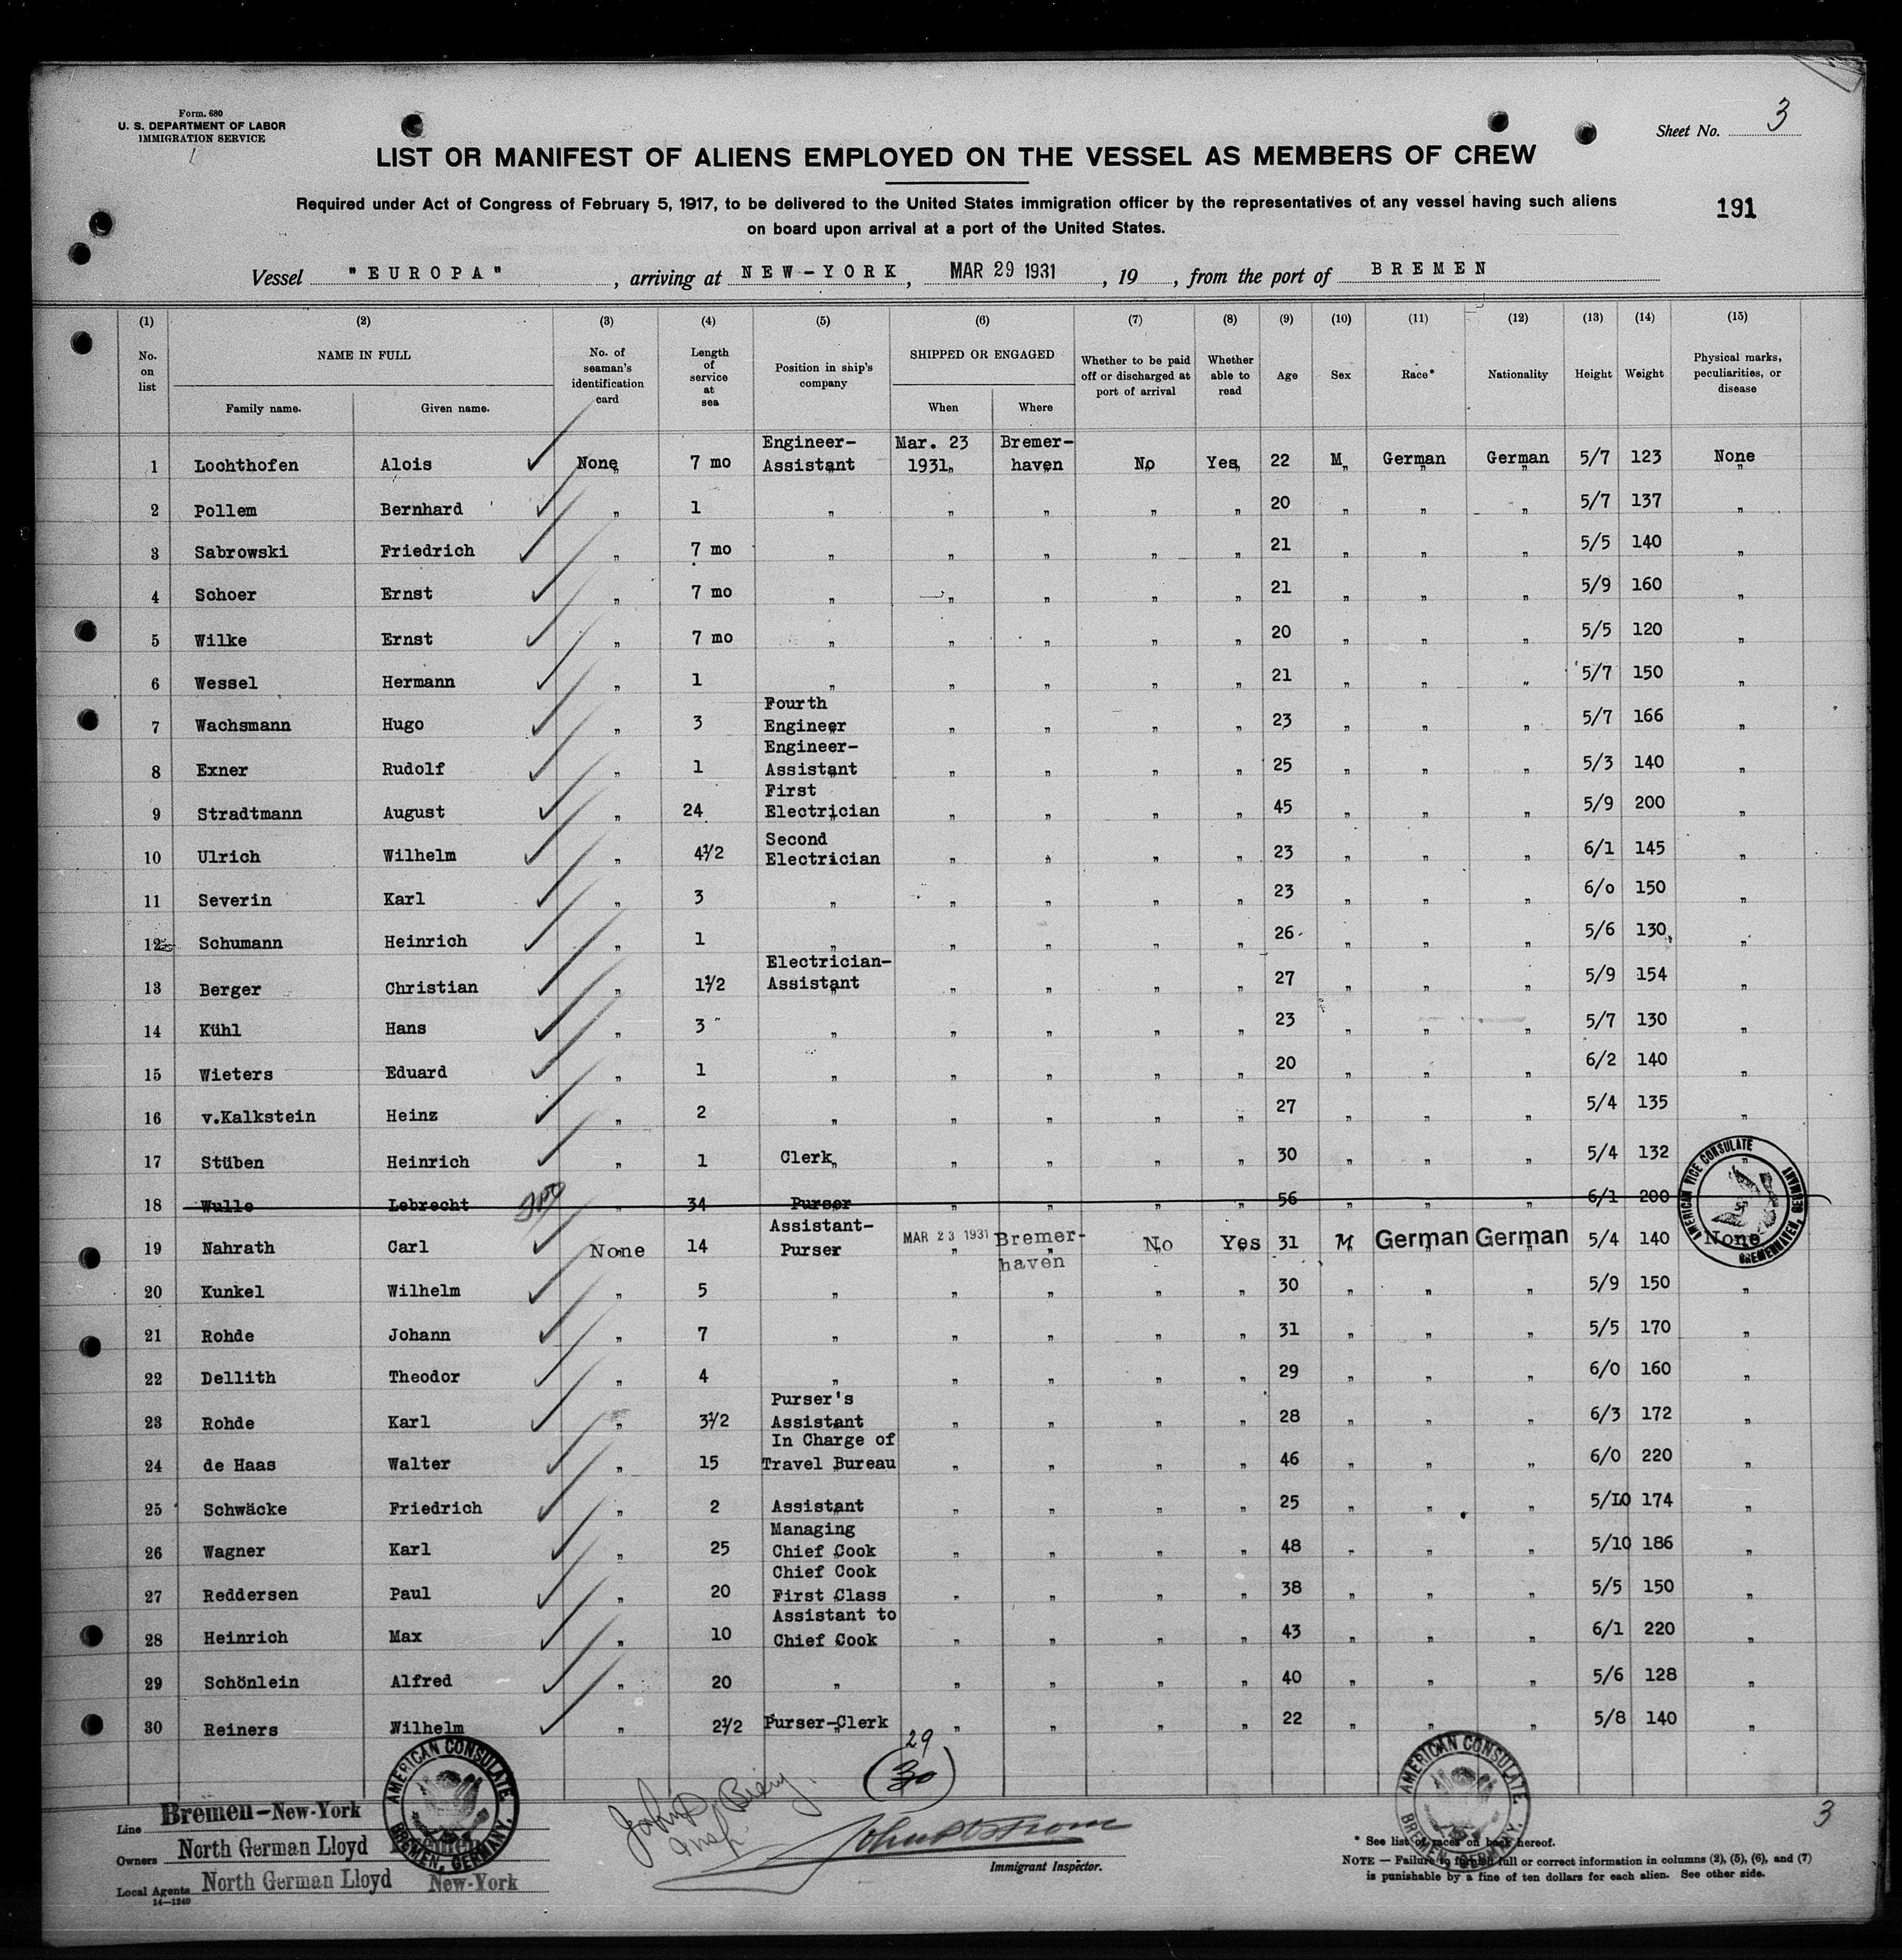 Form. 680
U. S. DEPARTMENT OF LABOR
IMMIGRATION SERVICE
Sheet No. 3
LIST OR MANIFEST OF ALIENS EMPLOYED ON THE VESSEL AS MEMBERS OF CREW
Required under Act of Congress of February 5, 1917, to be delivered to the United States immigration officer by the representatives of any vessel having such aliens
on board upon arrival at a port of the United States.
191
Vessel "EUROPA", arriving at NEW-YORK, MAR 29 1931, 19 , from the port of BREMEN
(1) (2) (3) (4) (5) (6) (7) (8) (9) (10) (11) (12) (13) (14) (15)
No. on list NAME IN FULL Family name. Given name. No. of seaman's identification card Length of service at sea Position in ship's company SHIPPED OR ENGAGED When Where Whether to be paid off or discharged at port of arrival Whether able to read Age Sex Race* Nationality Height Weight Physical marks, peculiarities, or disease
1 Lochthofen Alois None 7 mo Engineer-Assistant Mar. 23 1931 Bremer-haven No Yes 22 M German German 5/7 123 None
2 Pollem Bernhard " 1 " " " " " 20 " " " 5/7 137 "
3 Sabrowski Friedrich " 7 mo " " " " " 21 " " " 5/5 140 "
4 Schoer Ernst " 7 mo " " " " " 21 " " " 5/9 160 "
5 Wilke Ernst " 7 mo " " " " " 20 " " " 5/5 120 "
6 Wessel Hermann " 1 " " " " " 21 " " " 5/7 150 "
7 Wachsmann Hugo " 3 Fourth Engineer " " " " 23 " " " 5/7 166 "
8 Exner Rudolf " 1 Engineer-Assistant " " " " 25 " " " 5/3 140 "
9 Stradtmann August " 24 First Electrician " " " " 45 " " " 5/9 200 "
10 Ulrich Wilhelm " 4½ Second Electrician " " " " 23 " " " 6/1 145 "
11 Severin Karl " 3 " " " " " 23 " " " 6/0 150 "
12 Schumann Heinrich " 1 " " " " " 26 " " " 5/6 130 "
13 Berger Christian " 1½ Electrician-Assistant " " " " 27 " " " 5/9 154 "
14 Kühl Hans " 3 " " " " " 23 " " " 5/7 130 "
15 Wieters Eduard " 1 " " " " " 20 " " " 6/2 140 "
16 v.Kalkstein Heinz " 2 " " " " " 27 " " " 5/4 135 "
17 Stüben Heinrich " 1 Clerk " " " " 30 " " " 5/4 132 "
18 Wulle Lebrecht " 34 Purser " " " " 56 " " " 6/1 200
19 Nahrath Carl None 14 Assistant-Purser MAR 23 1931 Bremer-haven No Yes 31 M German German 5/4 140 None
20 Kunkel Wilhelm " 5 " " " " " 30 " " " 5/9 150 "
21 Rohde Johann " 7 " " " " " 31 " " " 5/5 170 "
22 Dellith Theodor " 4 " " " " " 29 " " " 6/0 160 "
23 Rohde Karl " 3½ Purser's Assistant " " " " 28 " " " 6/3 172 "
24 de Haas Walter " 15 In Charge of Travel Bureau " " " " 46 " " " 6/0 220 "
25 Schwäcke Friedrich " 2 Assistant " " " " 25 " " " 5/10 174 "
26 Wagner Karl " 25 Managing Chief Cook " " " " 48 " " " 5/10 186 "
27 Reddersen Paul " 20 Chief Cook First Class " " " " 38 " " " 5/5 150 "
28 Heinrich Max " 10 Assistant to Chief Cook " " " " 43 " " " 6/1 220 "
29 Schönlein Alfred " 20 " " " " " 40 " " " 5/6 128 "
30 Reiners Wilhelm " 2½ Purser-Clerk " " " " 22 " " " 5/8 140 "
AMERICAN VICE CONSULATE BREMERHAVEN, GERMANY
29
(30)
AMERICAN CONSULATE BREMEN, GERMANY.
AMERICAN CONSULATE BREMEN, GERMANY.
Line Bremen-New-York
Owners North German Lloyd Bremen
Local Agents North German Lloyd New-York
14—1240
Insp.
Immigrant Inspector.
3
* See list of races on back hereof.
NOTE — Failure to furnish full or correct information in columns (2), (5), (6), and (7)
is punishable by a fine of ten dollars for each alien. See other side.